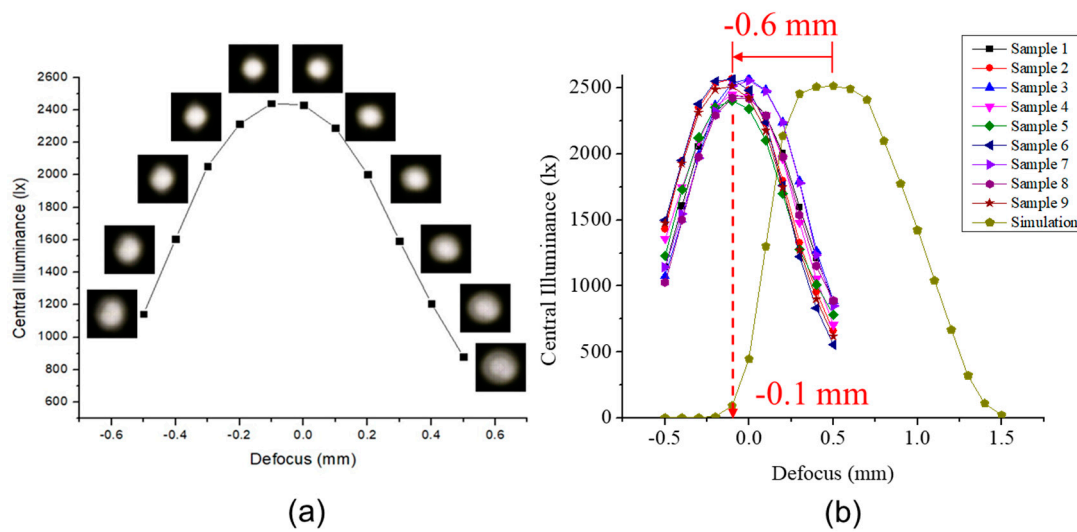 2600
2400
2200
2000
1800
1600
1400
1200
1000
800
600
Central Illuminance (lx)
-0.6 -0.4 -0.2 0.0 0.2 0.4 0.6
Defocus (mm)
(a)
-0.6 mm
2500
2000
1500
1000
500
0
Central Illuminance (lx)
-0.1 mm
-0.5 0.0 0.5 1.0 1.5
Defocus (mm)
Sample 1
Sample 2
Sample 3
Sample 4
Sample 5
Sample 6
Sample 7
Sample 8
Sample 9
Simulation
(b)